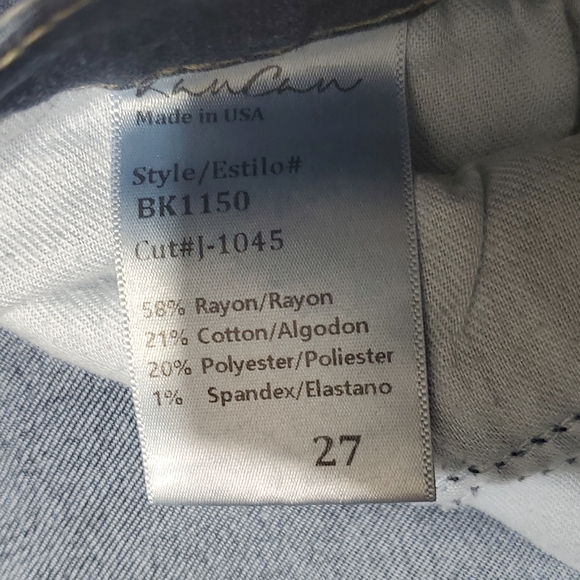 KanCan
Made in USA
Style/Estilo#
BK1150
Cut#J-1045
58% Rayon/Rayon
21% Cotton/Algodon
20% Polyester/Poliester
1% Spandex/Elastano
27